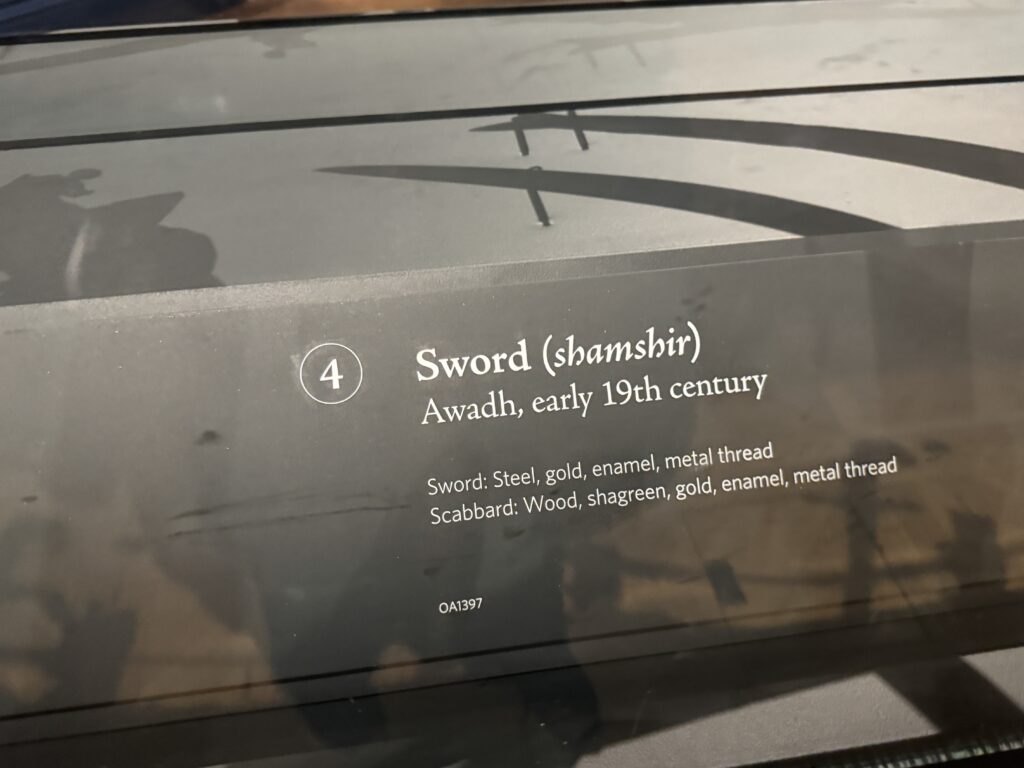 4
Sword (shamshir)
Awadh, early 19th century
Sword: Steel, gold, enamel, metal thread
Scabbard: Wood, shagreen, gold, enamel, metal thread
OA1397